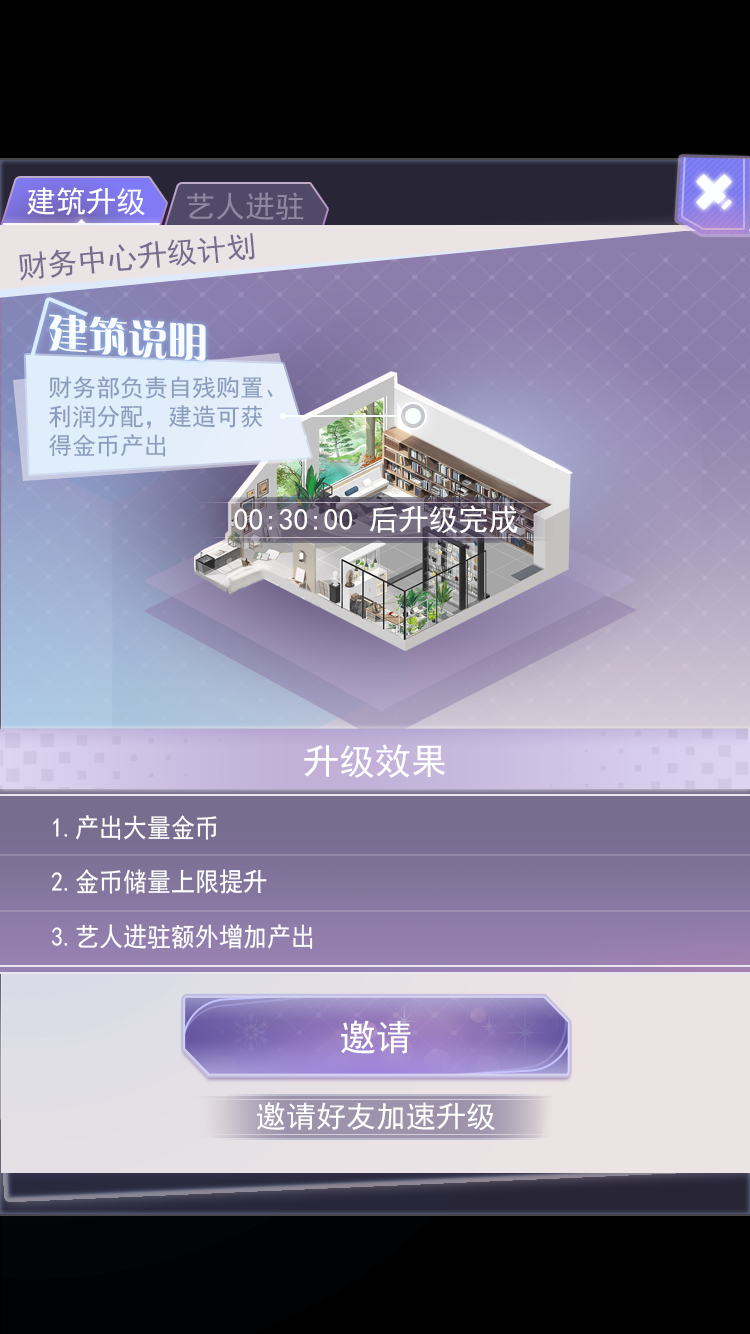 建筑升级
艺人进驻
财务中心升级计划
建筑说明
财务部负责自残购置、
利润分配，建造可获
得金币产出
00:30:00 后升级完成
升级效果
1. 产出大量金币
2. 金币储量上限提升
3. 艺人进驻额外增加产出
邀请
邀请好友加速升级